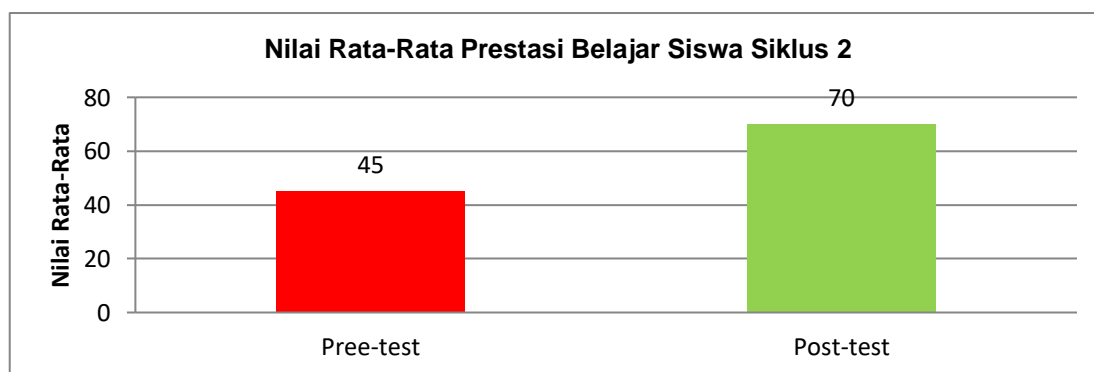 Nilai Rata-Rata Prestasi Belajar Siswa Siklus 2
Nilai Rata-Rata
80
60
40
20
0
45
70
Pree-test
Post-test